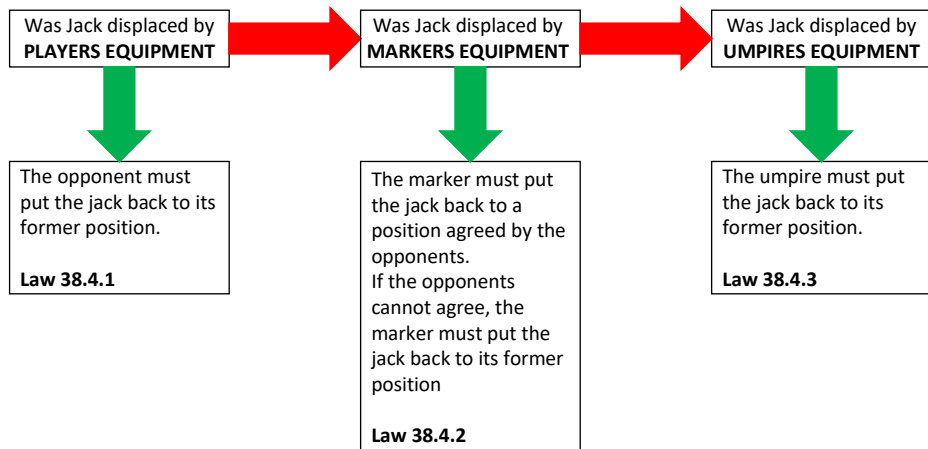 Was Jack displaced by
PLAYERS EQUIPMENT
Was Jack displaced by
MARKERS EQUIPMENT
Was Jack displaced by
UMPIRES EQUIPMENT
The opponent must
put the jack back to its
former position.
Law 38.4.1
The marker must put
the jack back to a
position agreed by the
opponents.
If the opponents
cannot agree, the
marker must put the
jack back to its former
position
Law 38.4.2
The umpire must put
the jack back to its
former position.
Law 38.4.3